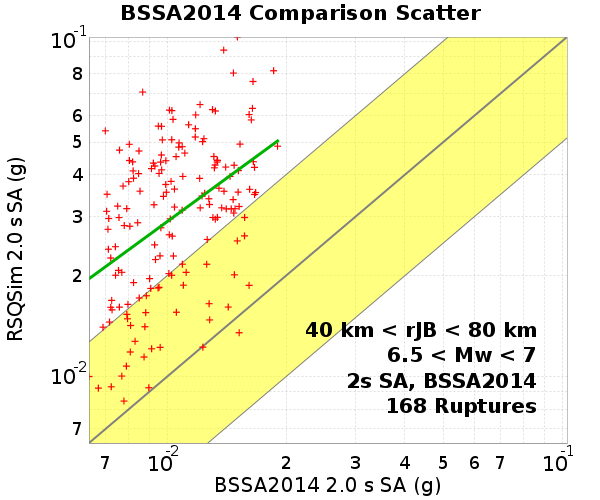 BSSA2014 Comparison Scatter
RSQSim 2.0 s SA (g)
10⁻¹
8
6
5
4
3
2
10⁻²
7
40 km < rJB < 80 km
6.5 < Mw < 7
2s SA, BSSA2014
168 Ruptures
7 10⁻² 2 3 4 5 6 7 10⁻¹
BSSA2014 2.0 s SA (g)